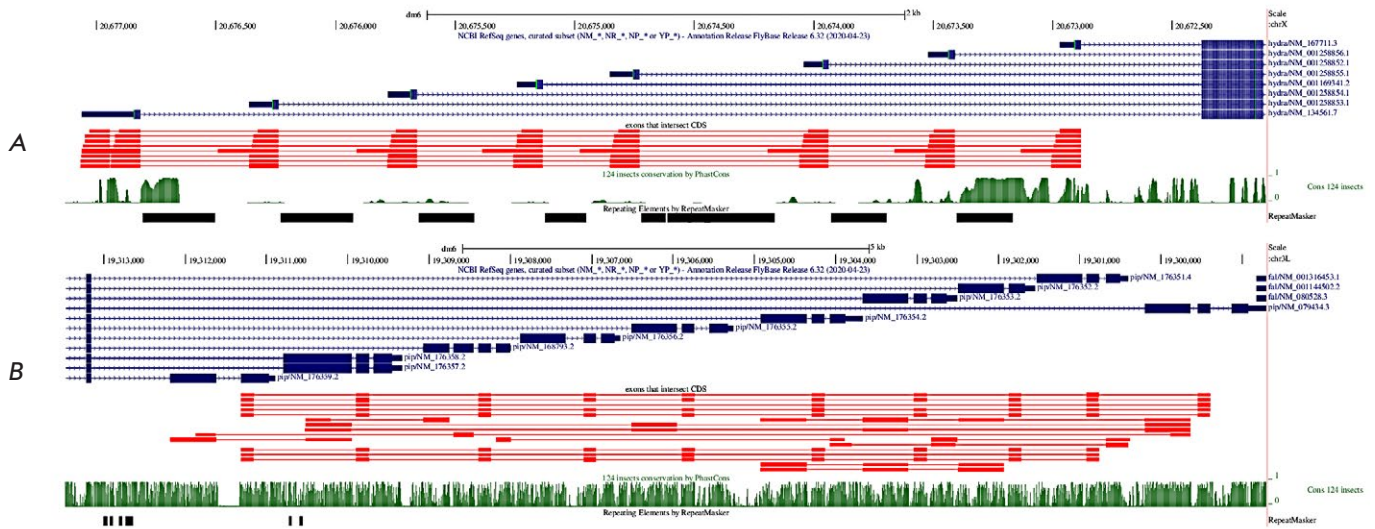 A
dm6 2 kb Scale
20,677,000 20,676,500 20,676,000 20,675,500 20,675,000 20,674,500 20,674,000 20,673,500 20,673,000 20,672,500 :chrX
NCBI RefSeq genes, curated subset (NM_*, NR_*, NP_* or YP_*) - Annotation Release FlyBase Release 6.32 (2020-04-23)
hydra/NM_167711.3
hydra/NM_001258856.1
hydra/NM_001258852.1
hydra/NM_001258855.1
hydra/NM_001169341.2
hydra/NM_001258854.1
hydra/NM_001258853.1
hydra/NM_134561.7
exons that intersect CDS
124 insects conservation by PhastCons
1
Cons 124 insects
0
Repeating Elements by RepeatMasker
RepeatMasker
B
dm6 5 kb Scale
19,313,000 19,312,000 19,311,000 19,310,000 19,309,000 19,308,000 19,307,000 19,306,000 19,305,000 19,304,000 19,303,000 19,302,000 19,301,000 19,300,000 :chr3L
NCBI RefSeq genes, curated subset (NM_*, NR_*, NP_* or YP_*) - Annotation Release FlyBase Release 6.32 (2020-04-23)
pip/NM_176351.4 fal/NM_001316453.1
pip/NM_176352.2 fal/NM_001144502.2
pip/NM_176353.2 fal/NM_080528.3
pip/NM_079434.3
pip/NM_176354.2
pip/NM_176355.2
pip/NM_176356.2
pip/NM_168793.2
pip/NM_176358.2
pip/NM_176357.2
pip/NM_176359.2
exons that intersect CDS
124 insects conservation by PhastCons
1
Cons 124 insects
0
Repeating Elements by RepeatMasker
RepeatMasker